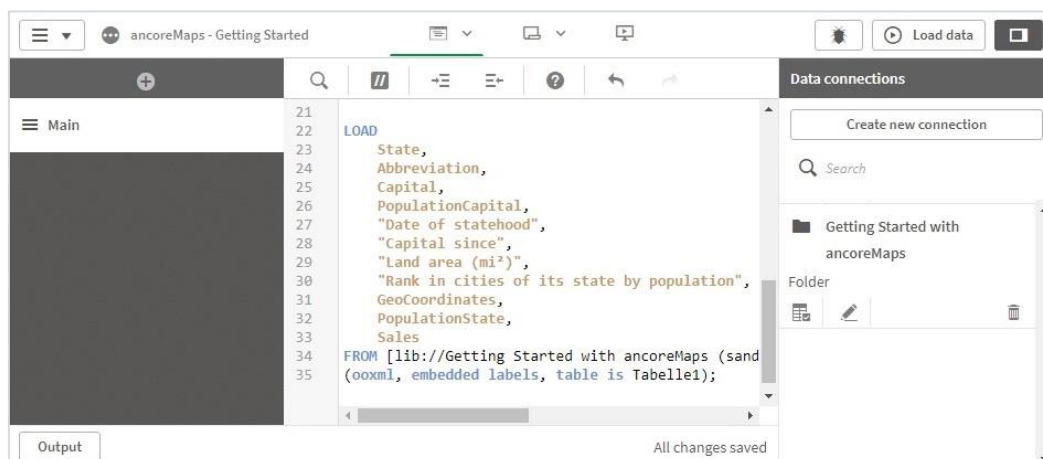 ancoreMaps - Getting Started
Load data
Data connections
Main
21
22 LOAD
23 State,
24 Abbreviation,
25 Capital,
26 PopulationCapital,
27 "Date of statehood",
28 "Capital since",
29 "Land area (mi²)",
30 "Rank in cities of its state by population",
31 GeoCoordinates,
32 PopulationState,
33 Sales
34 FROM [lib://Getting Started with ancoreMaps (sand
35 (ooxml, embedded labels, table is Tabelle1);
Create new connection
Search
Getting Started with
ancoreMaps
Folder
Output
All changes saved